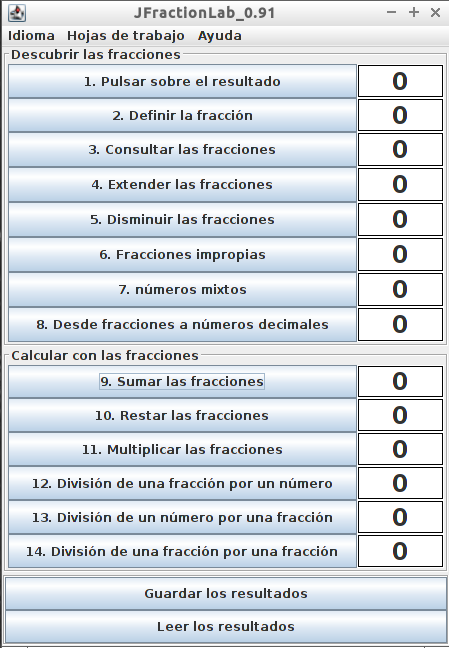 JFractionLab_0.91
Idioma Hojas de trabajo Ayuda
Descubrir las fracciones
1. Pulsar sobre el resultado 0
2. Definir la fracción 0
3. Consultar las fracciones 0
4. Extender las fracciones 0
5. Disminuir las fracciones 0
6. Fracciones impropias 0
7. números mixtos 0
8. Desde fracciones a números decimales 0
Calcular con las fracciones
9. Sumar las fracciones 0
10. Restar las fracciones 0
11. Multiplicar las fracciones 0
12. División de una fracción por un número 0
13. División de un número por una fracción 0
14. División de una fracción por una fracción 0
Guardar los resultados
Leer los resultados